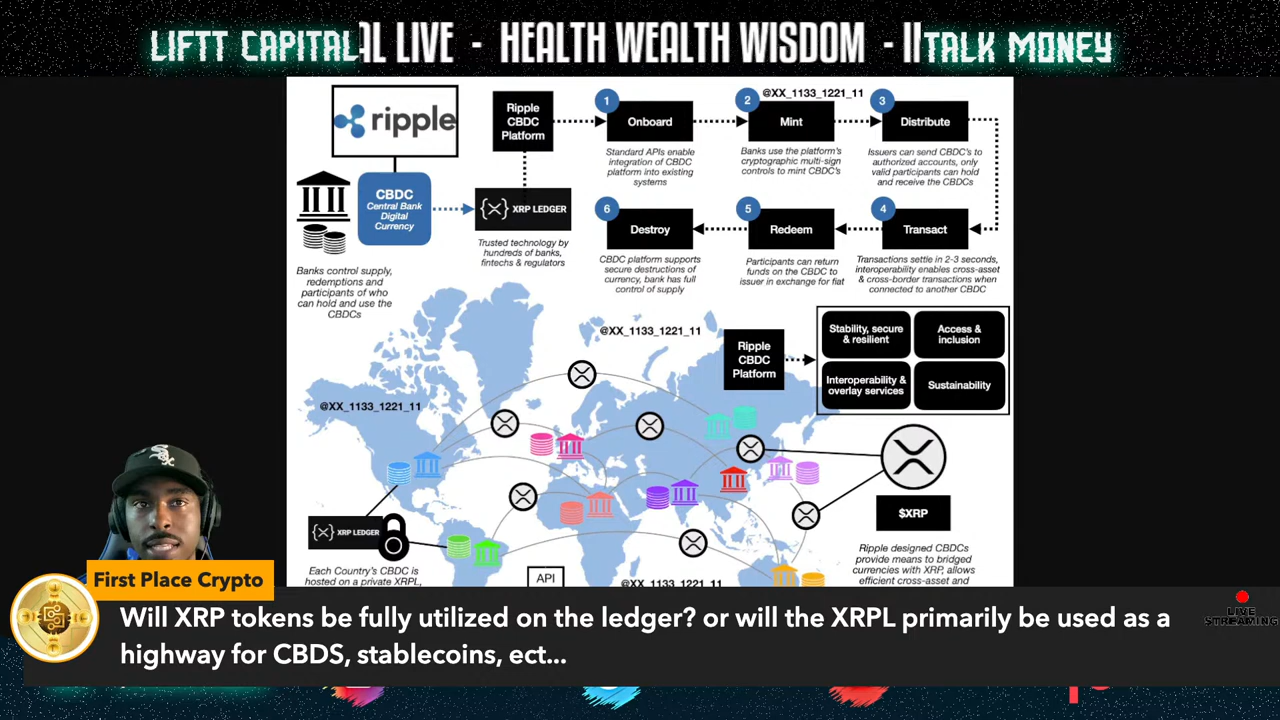 LIFTT CAPITAL
AL LIVE - HEALTH WEALTH WISDOM -
TALK MONEY
ripple
Ripple
CBDC
Platform
1
Onboard
Standard APIs enable
integration of CBDC
platform into existing
systems
2
@XX_1133_1221_11
Mint
Banks use the platform's
cryptographic multi-sign
controls to mint CBDC's
3
Distribute
Issuers can send CBDC's to
authorized accounts, only
valid participants can hold
and receive the CBDCs
CBDC
Central Bank
Digital
Currency
XRP LEDGER
Trusted technology by
hundreds of banks,
fintechs & regulators
Banks control supply,
redemptions and
participants of who
can hold and use the
CBDCs
6
Destroy
CBDC platform supports
secure destructions of
currency, bank has full
control of supply
5
Redeem
Participants can return
funds on the CBDC to
issuer in exchange for fiat
4
Transact
Transactions settle in 2-3 seconds,
interoperability enables cross-asset
& cross-border transactions when
connected to another CBDC
@XX_1133_1221_11
Ripple
CBDC
Platform
Stability, secure
& resilient
Access &
inclusion
Interoperability &
overlay services
Sustainability
@XX_1133_1221_11
$XRP
Ripple designed CBDCs
provide means to bridged
currencies with XRP, allows
efficient cross-asset and
XRP LEDGER
Each Country's CBDC is
hosted on a private XRPL,
API
@XX_1133_1221_11
First Place Crypto
Will XRP tokens be fully utilized on the ledger? or will the XRPL primarily be used as a
highway for CBDS, stablecoins, ect...
LIVE
STREAMING